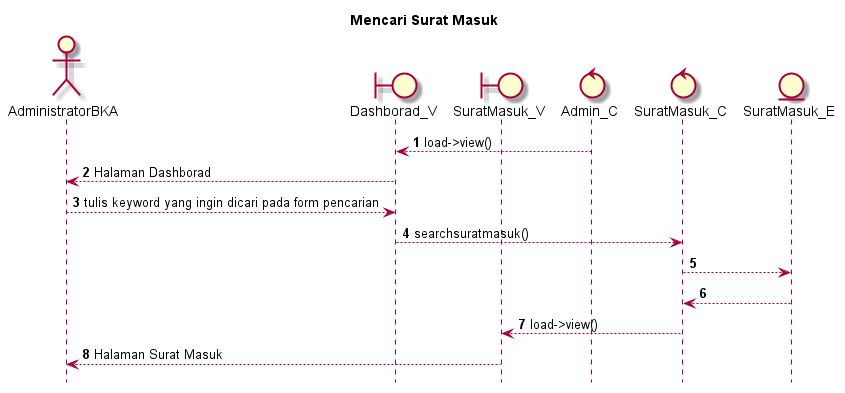 Mencari Surat Masuk
AdministratorBKA
Dashborad_V
SuratMasuk_V
Admin_C
SuratMasuk_C
SuratMasuk_E
1 load->view()
2 Halaman Dashborad
3 tulis keyword yang ingin dicari pada form pencarian
4 searchsuratmasuk()
5
6
7 load->view()
8 Halaman Surat Masuk